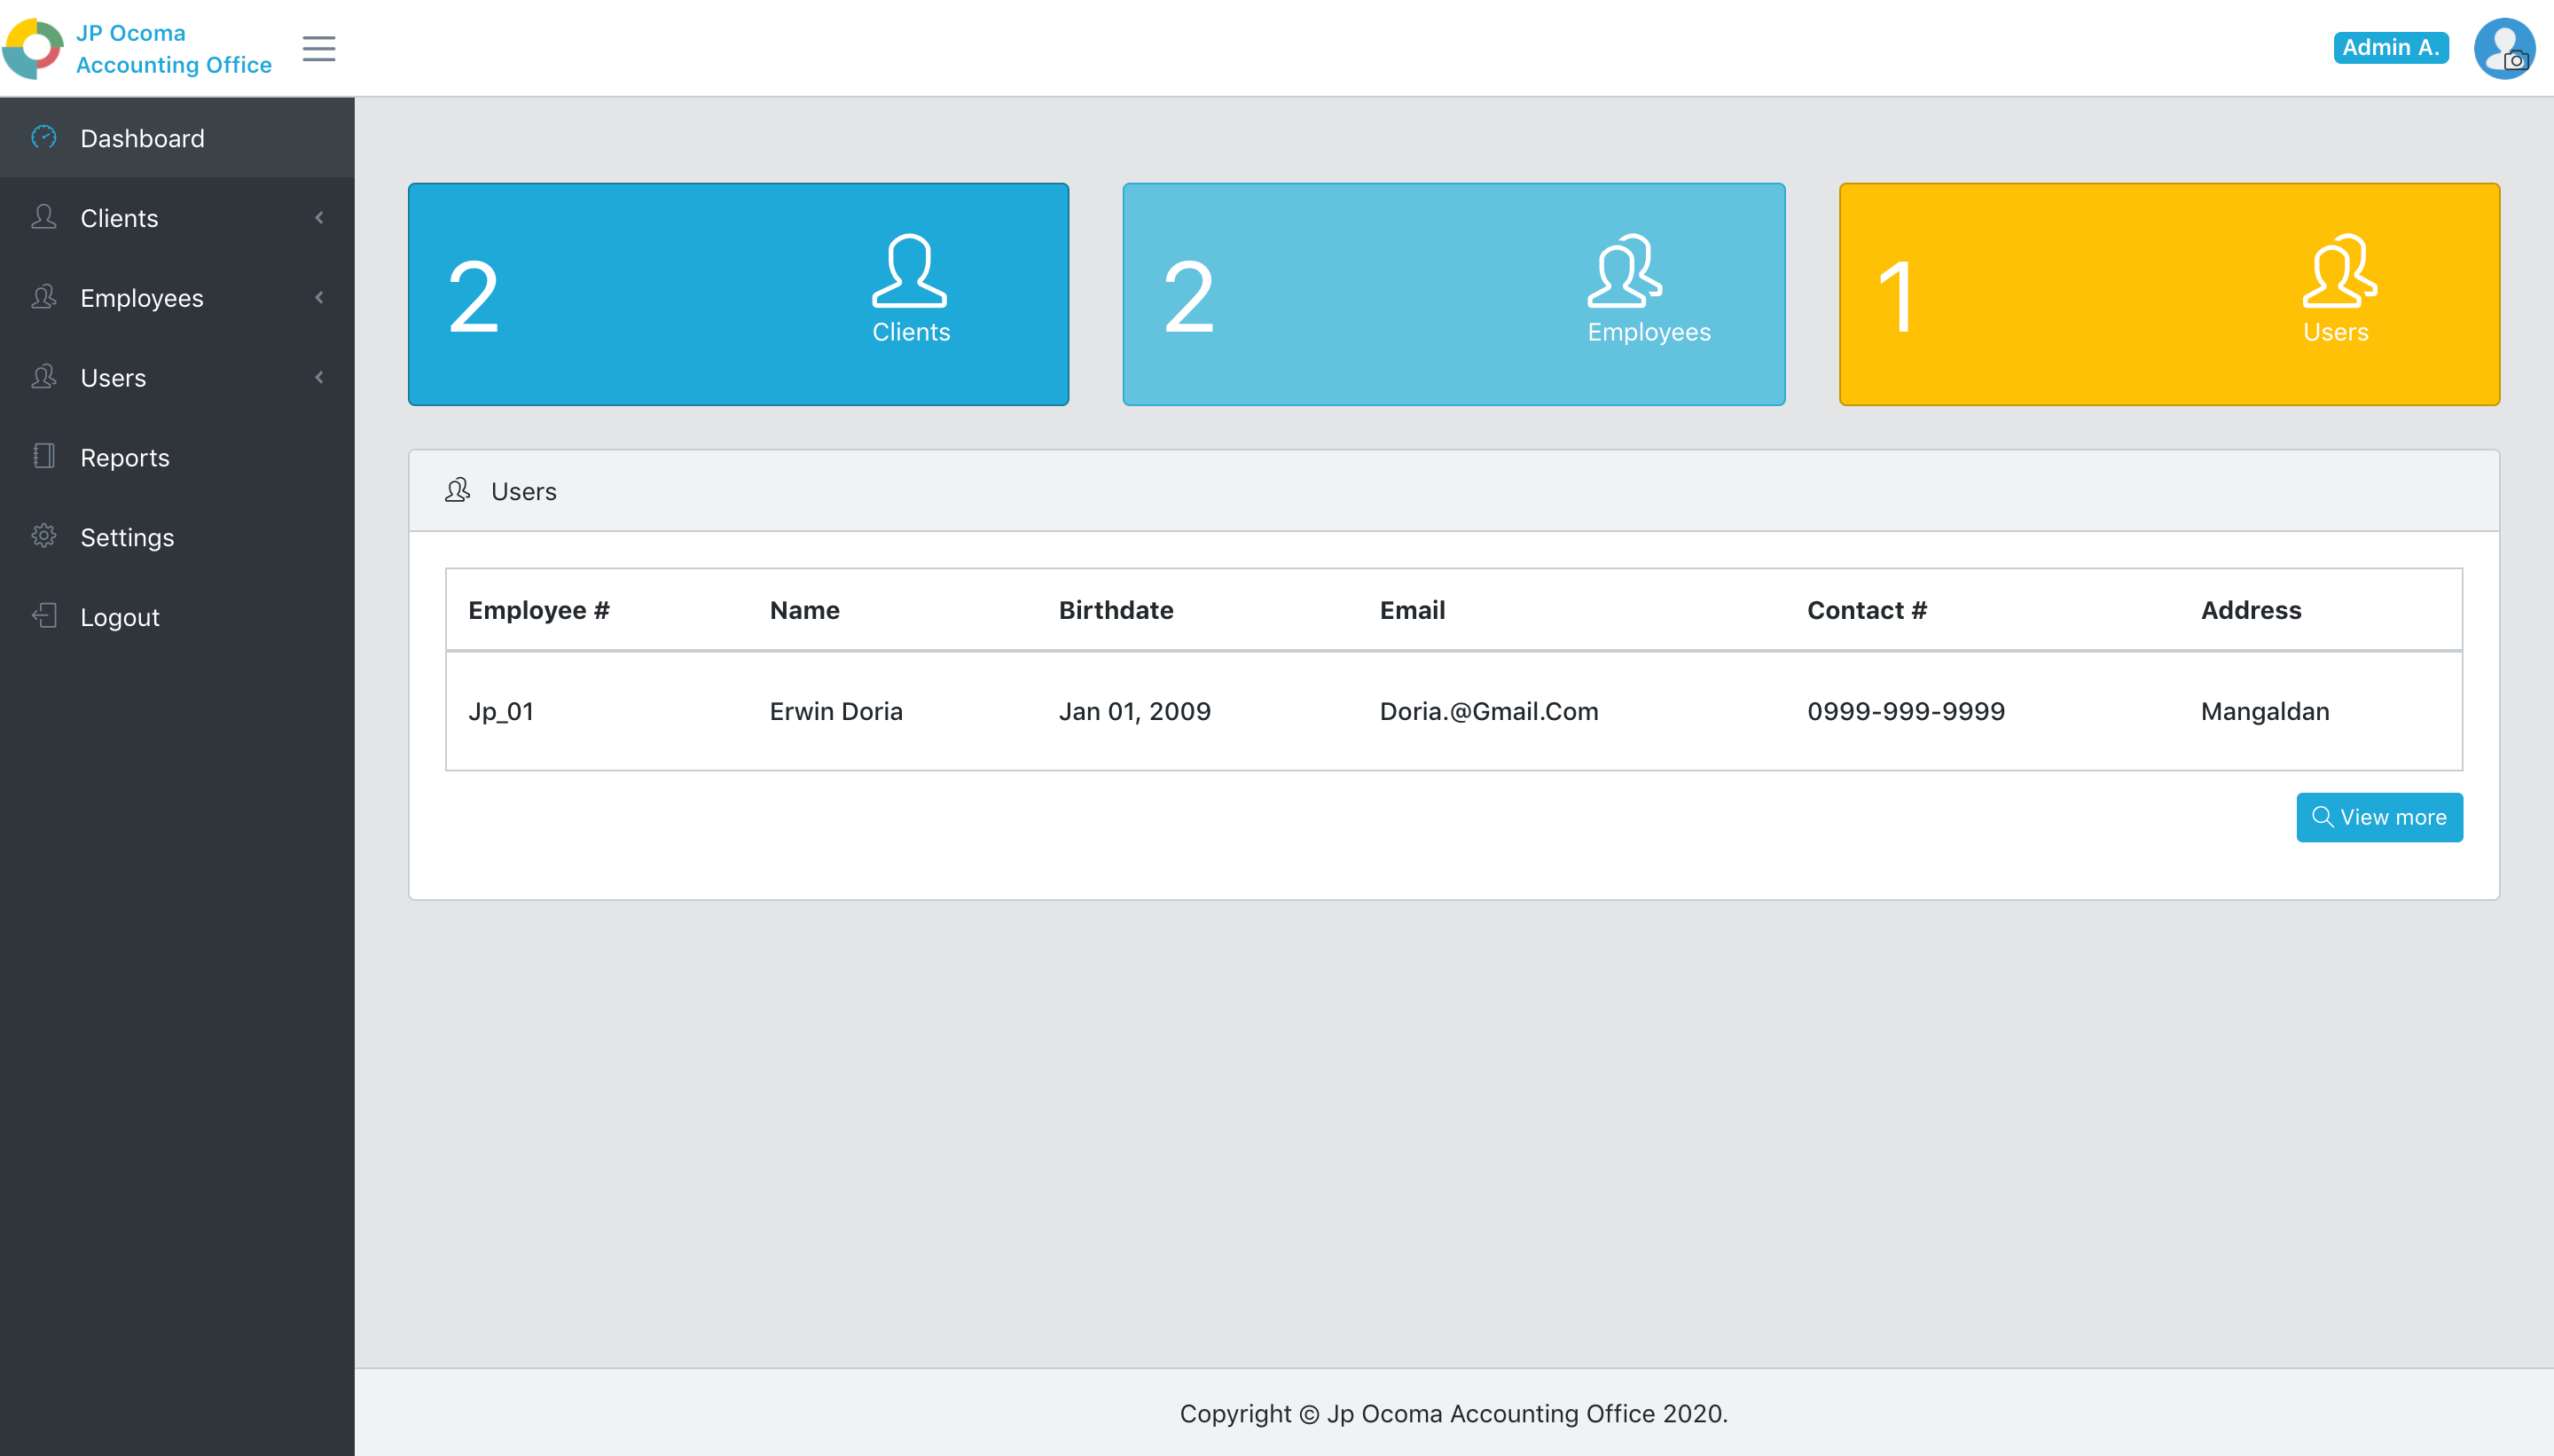 JP Ocoma
Accounting Office
Admin A.
Dashboard
Clients
Employees
Users
Reports
Settings
Logout
2
Clients
2
Employees
1
Users
Users
Employee # Name Birthdate Email Contact # Address
Jp_01 Erwin Doria Jan 01, 2009 Doria.@Gmail.Com 0999-999-9999 Mangaldan
View more
Copyright © Jp Ocoma Accounting Office 2020.